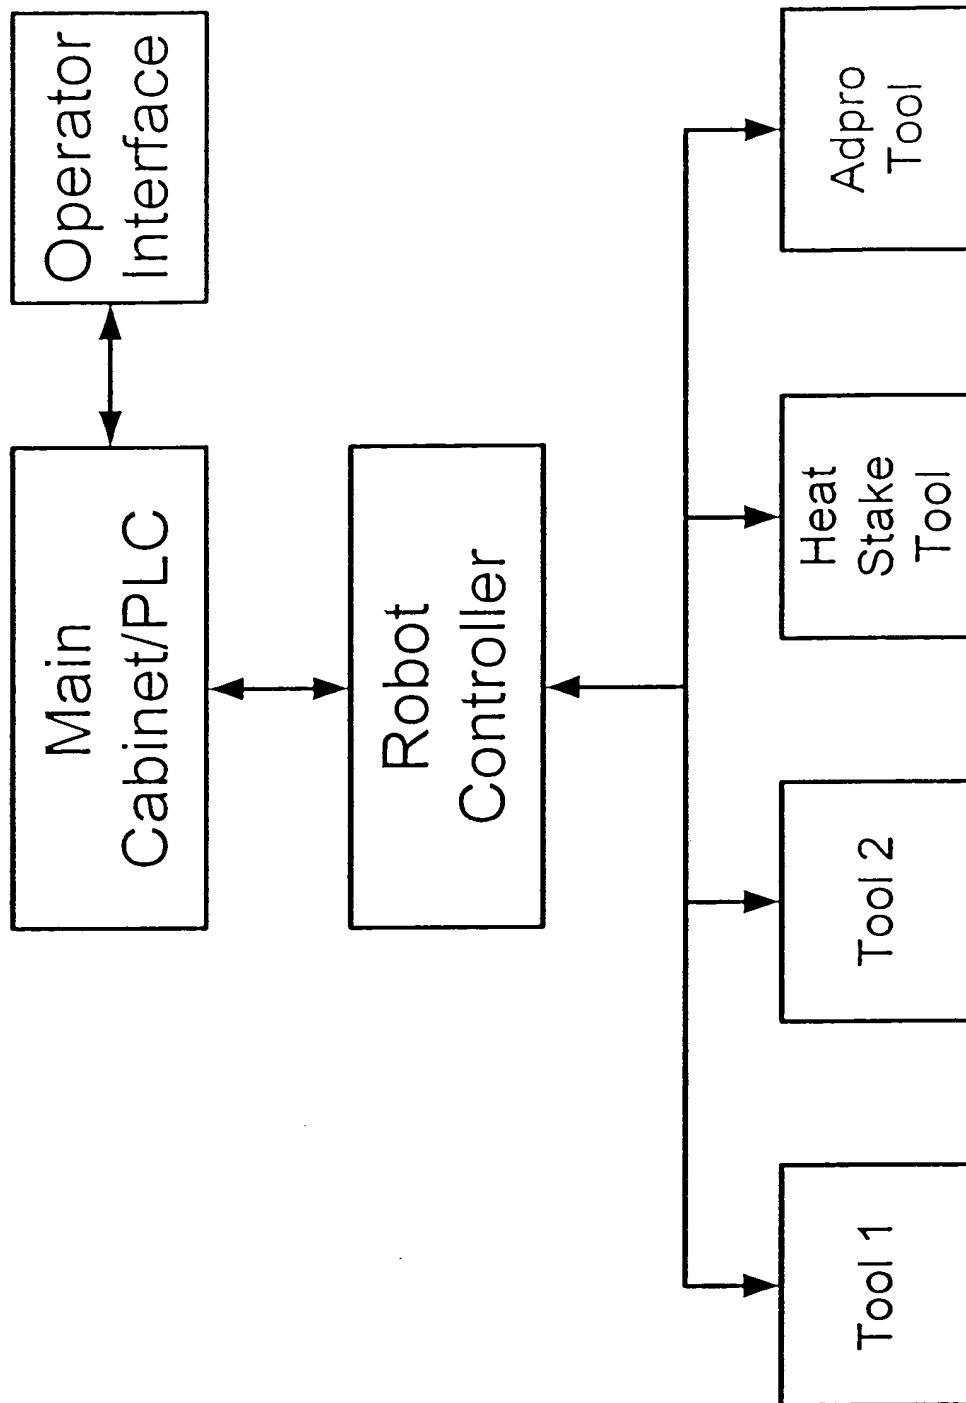 Main
Cabinet/PLC
Operator
Interface
Robot
Controller
Tool 1
Tool 2
Heat
Stake
Tool
Adpro
Tool